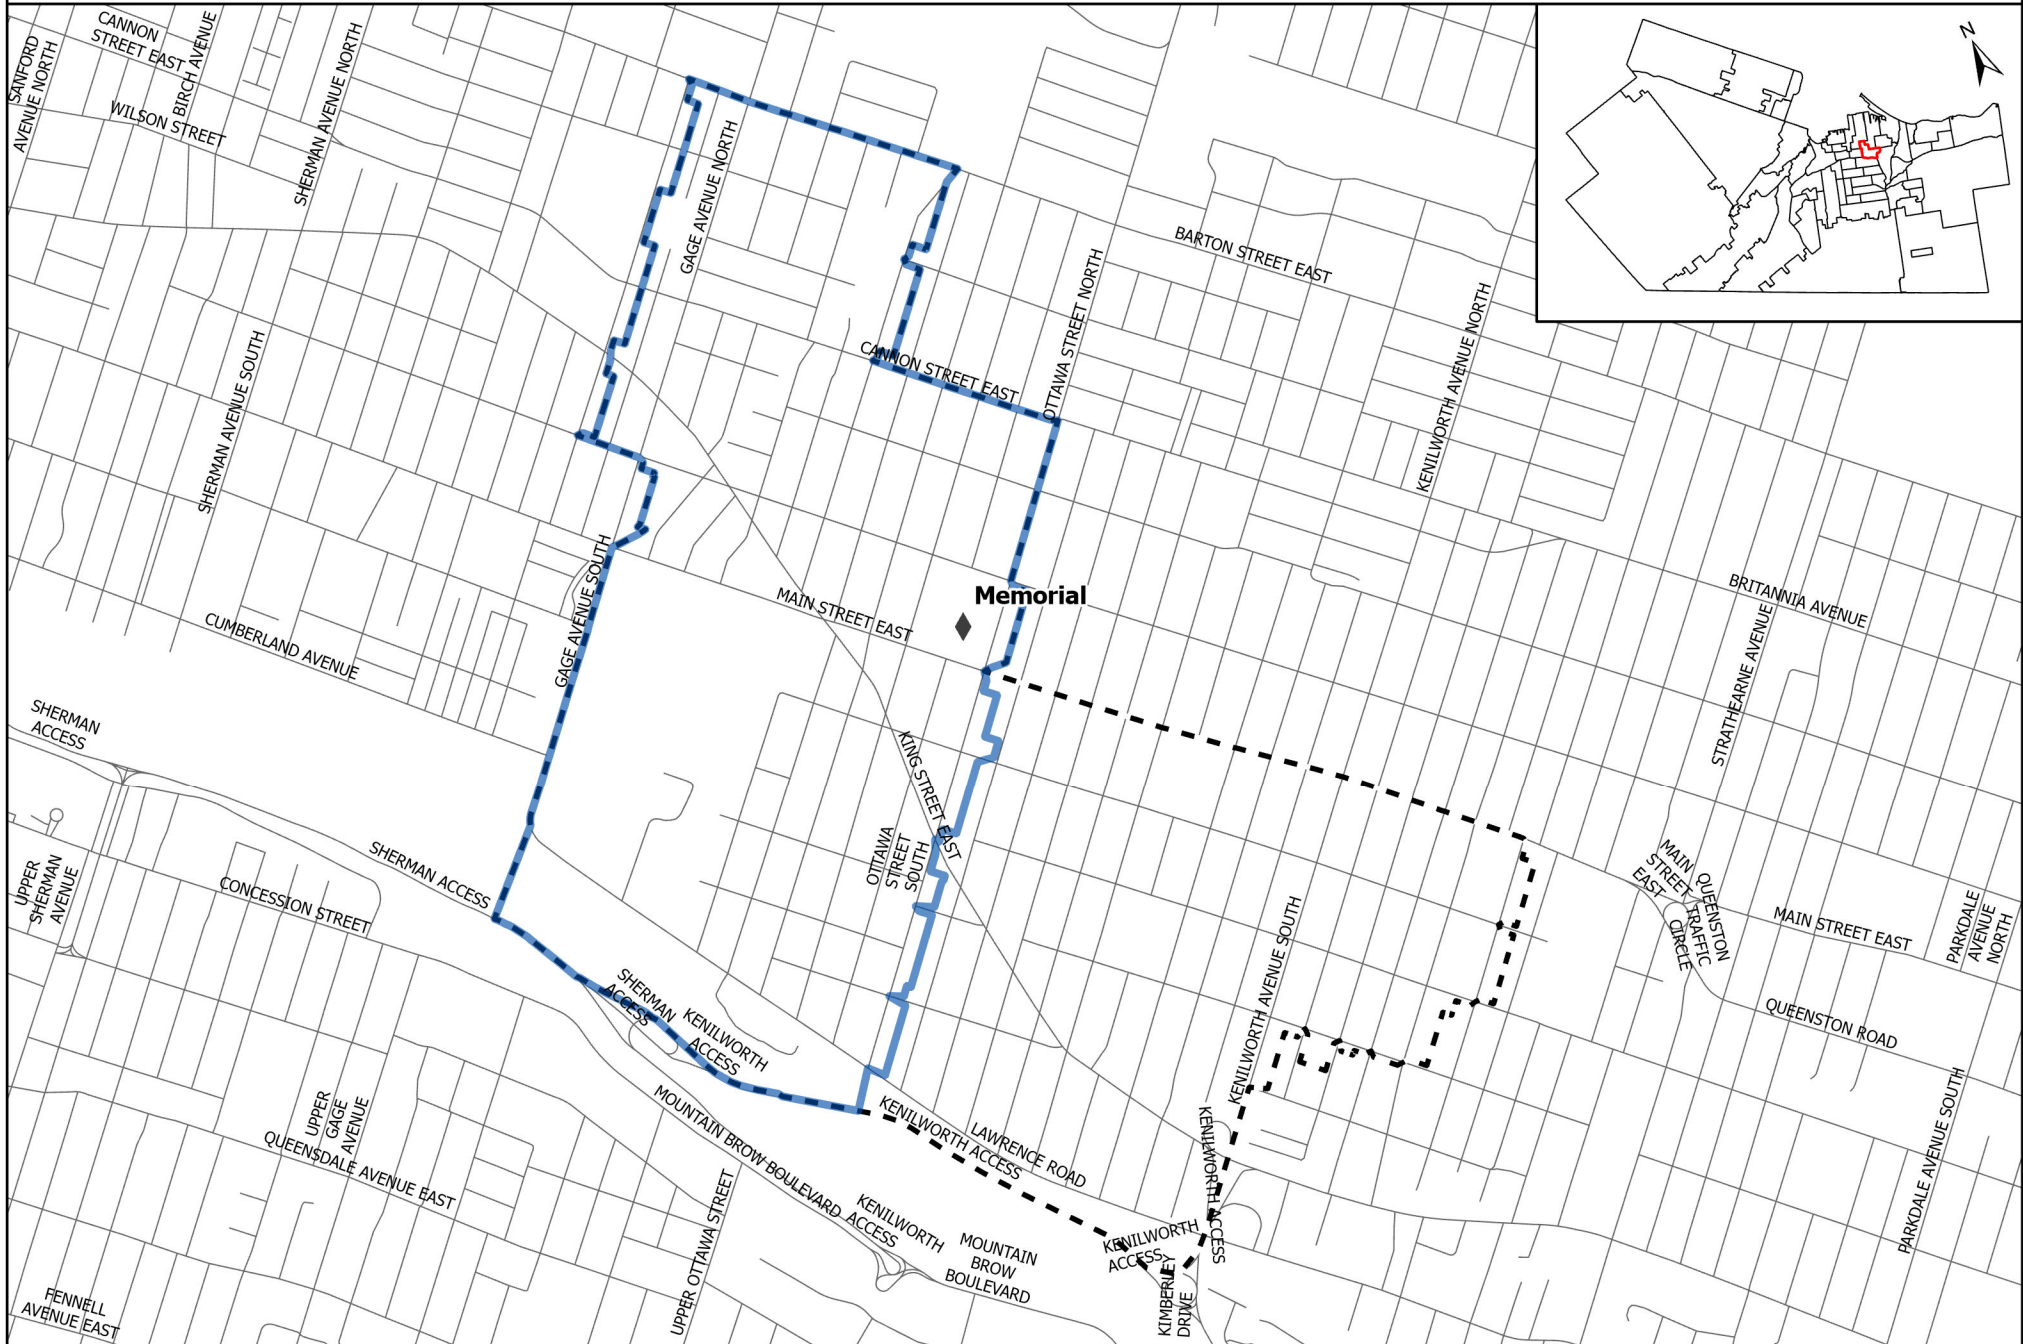 CANNON
STREET EAST
SANFORD
AVENUE NORTH
BIRCH AVENUE
WILSON STREET
SHERMAN AVENUE NORTH
GAGE AVENUE NORTH
N
BARTON STREET EAST
OTTAWA STREET NORTH
KENILWORTH AVENUE NORTH
CANNON STREET EAST
SHERMAN AVENUE SOUTH
GAGE AVENUE SOUTH
Memorial
MAIN STREET EAST
BRITANNIA AVENUE
STRATHEARNE AVENUE
CUMBERLAND AVENUE
SHERMAN
ACCESS
KING STREET EAST
OTTAWA
STREET
SOUTH
UPPER
SHERMAN
AVENUE
SHERMAN ACCESS
CONCESSION STREET
MAIN
STREET
EAST
QUEENSTON
TRAFFIC
CIRCLE
MAIN STREET EAST
PARKDALE
AVENUE
NORTH
QUEENSTON ROAD
KENILWORTH AVENUE SOUTH
SHERMAN
ACCESS
KENILWORTH
ACCESS
UPPER
GAGE
AVENUE
QUEENSDALE AVENUE EAST
MOUNTAIN BROW BOULEVARD
KENILWORTH ACCESS
LAWRENCE ROAD
KENILWORTH ACCESS
PARKDALE AVENUE SOUTH
UPPER OTTAWA STREET
KENILWORTH
ACCESS
MOUNTAIN
BROW
BOULEVARD
KENILWORTH
ACCESS
KIMBERLEY
DRIVE
FENNELL
AVENUE EAST